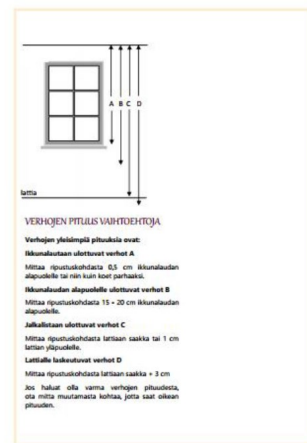 A B C D
lattia
VERHOJEN PITUUS VAIHTOEHTOJA
Verhojen yleisimpiä pituuksia ovat:
Ikkunalautaan ulottuvat verhot A
Mittaa ripustuskohdasta 0,5 cm ikkunalaudan
alapuolelle tai niin kuin koet parhaaksi.
Ikkunalaudan alapuolelle ulottuvat verhot B
Mittaa ripustuskohdasta 15 - 20 cm ikkunalaudan
alapuolelle.
Jalkalistaan ulottuvat verhot C
Mittaa ripustuskohdasta lattiaan saakka tai 1 cm
lattian yläpuolelle.
Lattialle laskeutuvat verhot D
Mittaa ripustuskohdasta lattiaan saakka + 3 cm
Jos haluat olla varma verhojen pituudesta,
ota mitta muutamasta kohtaa, jotta saat oikean
pituuden.